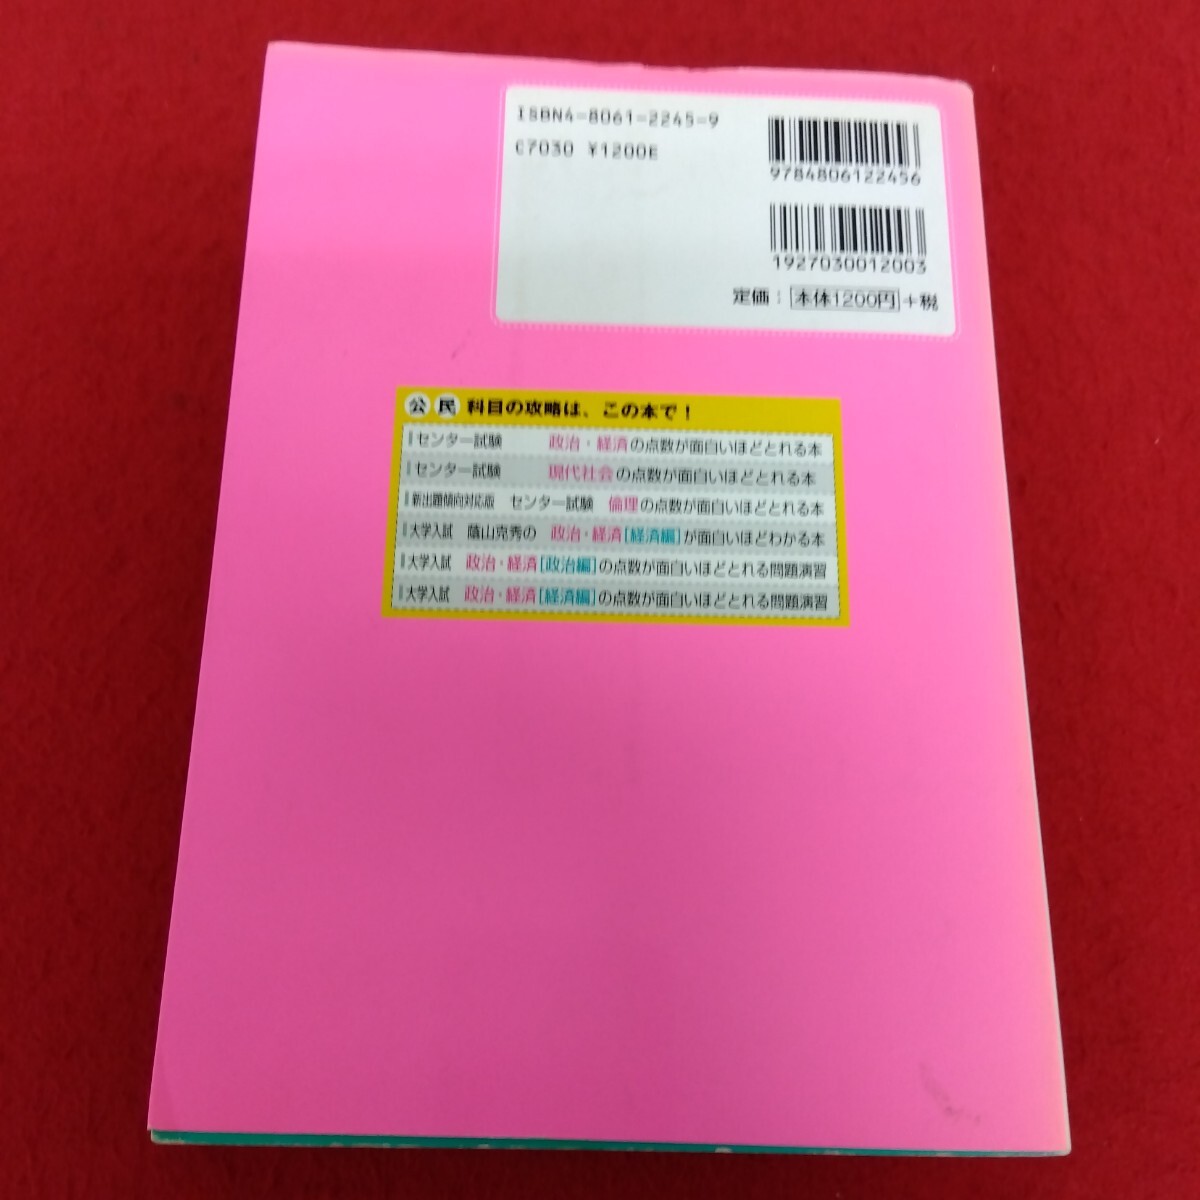 ISBN4-8061-2245-9
C7030 ¥1200E
9784806122456
1927030012003
定価：本体1200円+税
公民 科目の攻略は、この本で！
センター試験 政治・経済の点数が面白いほどとれる本
センター試験 現代社会の点数が面白いほどとれる本
新出題傾向対応版 センター試験 倫理の点数が面白いほどとれる本
大学入試 蔭山克秀の 政治・経済[経済編]が面白いほどわかる本
大学入試 政治・経済[政治編]の点数が面白いほどとれる問題演習
大学入試 政治・経済[経済編]の点数が面白いほどとれる問題演習